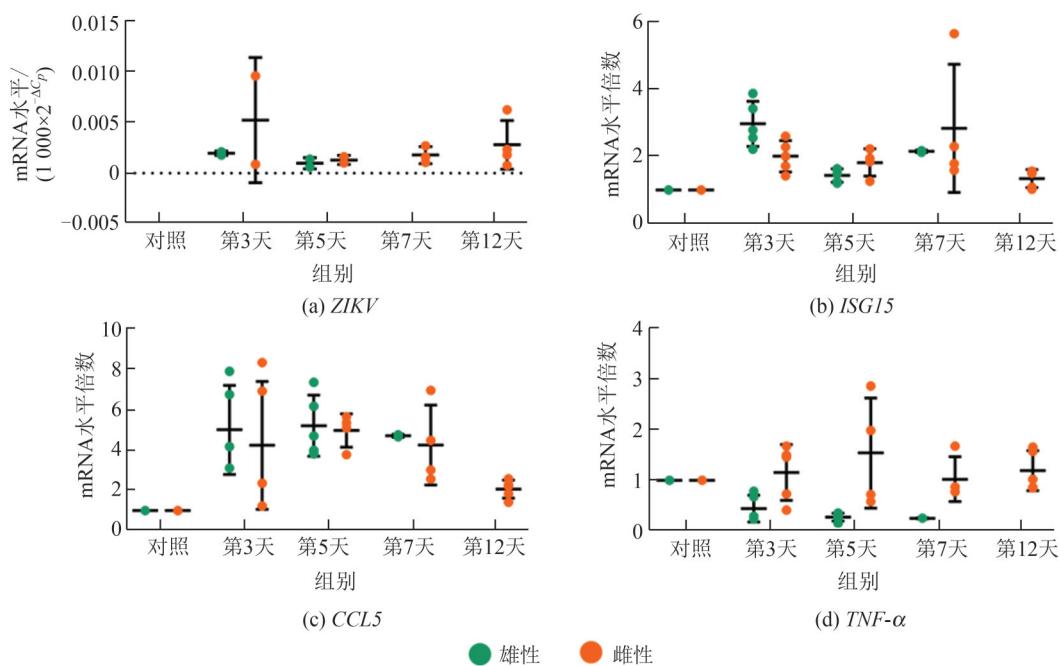 mRNA水平/
(1 000×2^−ΔCp)
0.015
0.010
0.005
0
−0.005
对照 第3天 第5天 第7天 第12天
组别
(a) ZIKV
mRNA水平倍数
6
4
2
0
对照 第3天 第5天 第7天 第12天
组别
(b) ISG15
mRNA水平倍数
10
8
6
4
2
0
对照 第3天 第5天 第7天 第12天
组别
(c) CCL5
mRNA水平倍数
4
3
2
1
0
对照 第3天 第5天 第7天 第12天
组别
(d) TNF-α
雄性 雌性